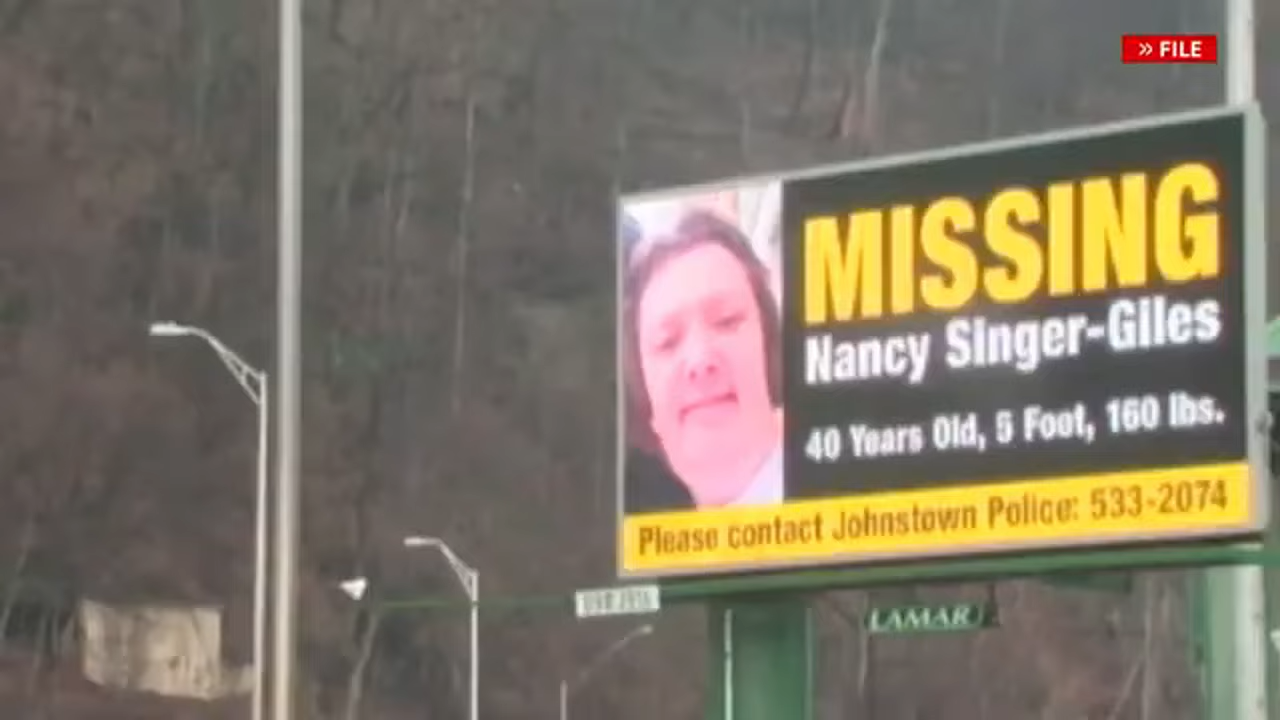 » FILE
MISSING
Nancy Singer-Giles
40 Years Old, 5 Foot, 160 lbs.
Please contact Johnstown Police: 533-2074
LAMAR